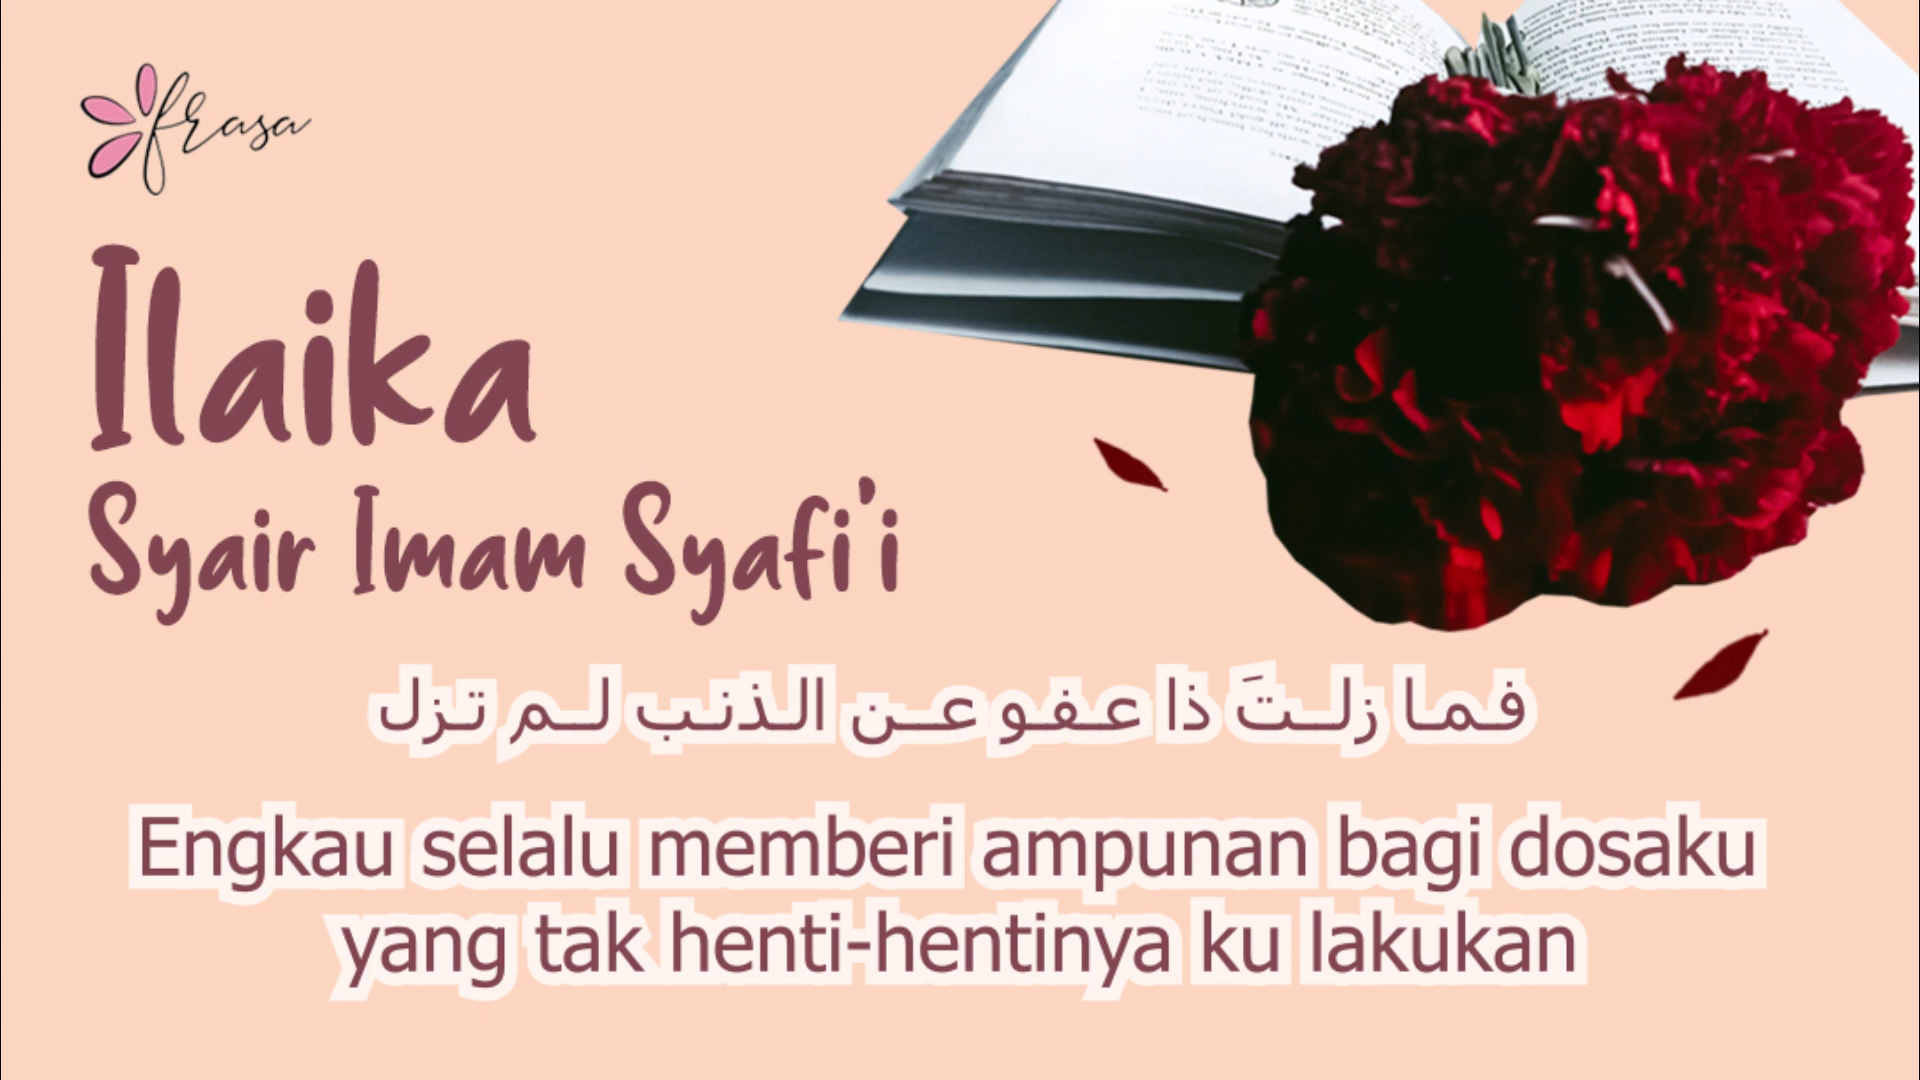 frasa
Ilaika
Syair Imam Syafi'i
فما زلتَ ذا عفو عن الذنب لم تزل
Engkau selalu memberi ampunan bagi dosaku
yang tak henti-hentinya ku lakukan